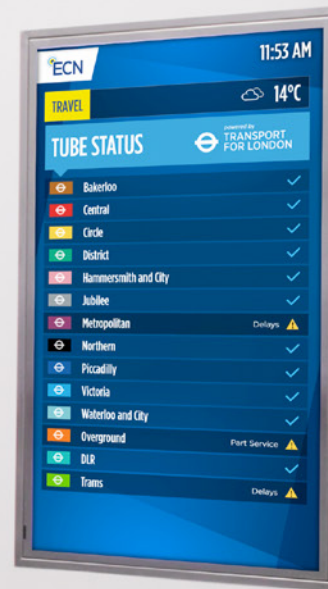 ECN
11:53 AM
TRAVEL
14°C
TUBE STATUS
powered by
TRANSPORT
FOR LONDON
Bakerloo
Central
Circle
District
Hammersmith and City
Jubilee
Metropolitan Delays
Northern
Piccadilly
Victoria
Waterloo and City
Overground Part Service
DLR
Trams Delays